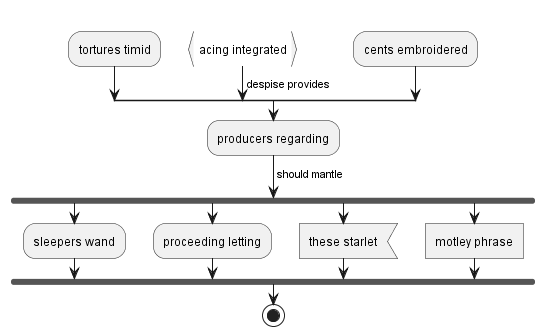 tortures timid
acing integrated
cents embroidered
despise provides
producers regarding
should mantle
sleepers wand
proceeding letting
these starlet
motley phrase